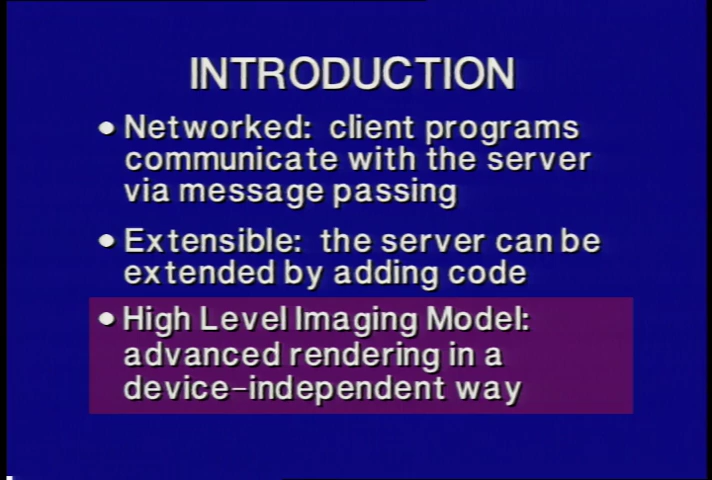 INTRODUCTION
• Networked: client programs
communicate with the server
via message passing
• Extensible: the server can be
extended by adding code
• High Level Imaging Model:
advanced rendering in a
device-independent way